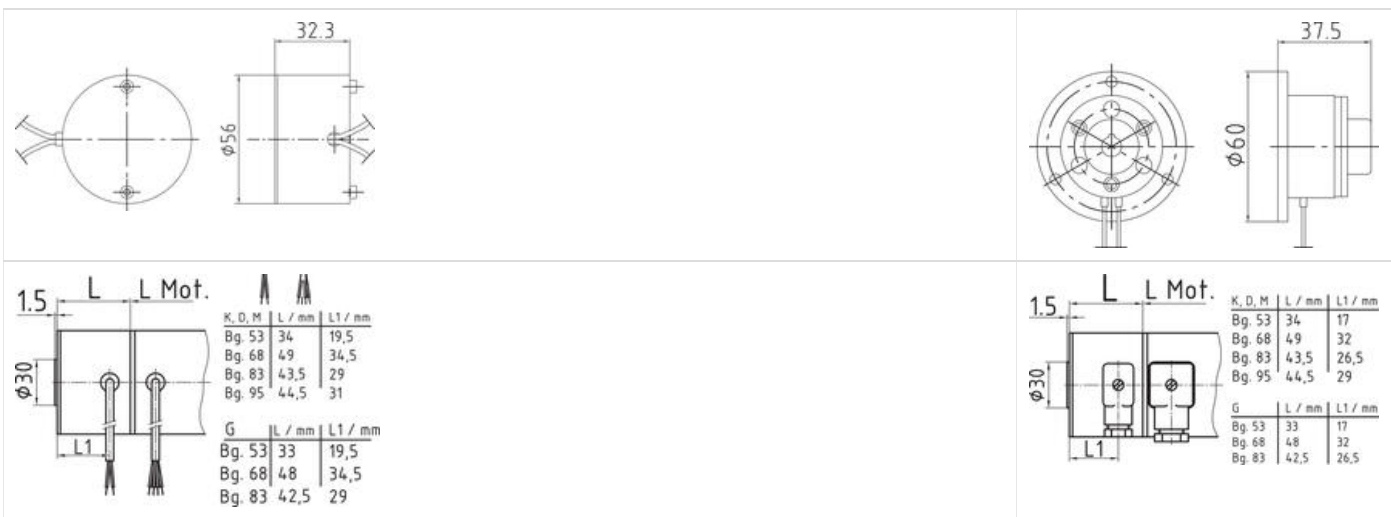 32.3
φ56
37.5
φ60
L L Mot.
1.5
φ30
L1
K, D, M L / mm L1 / mm
Bg. 53 34 19,5
Bg. 68 49 34,5
Bg. 83 43,5 29
Bg. 95 44,5 31
G L / mm L1 / mm
Bg. 53 33 19,5
Bg. 68 48 34,5
Bg. 83 42,5 29
L L Mot.
1.5
φ30
L1
K, D, M L / mm L1 / mm
Bg. 53 34 17
Bg. 68 49 32
Bg. 83 43,5 26,5
Bg. 95 44,5 29
G L / mm L1 / mm
Bg. 53 33 17
Bg. 68 48 32
Bg. 83 42,5 26,5